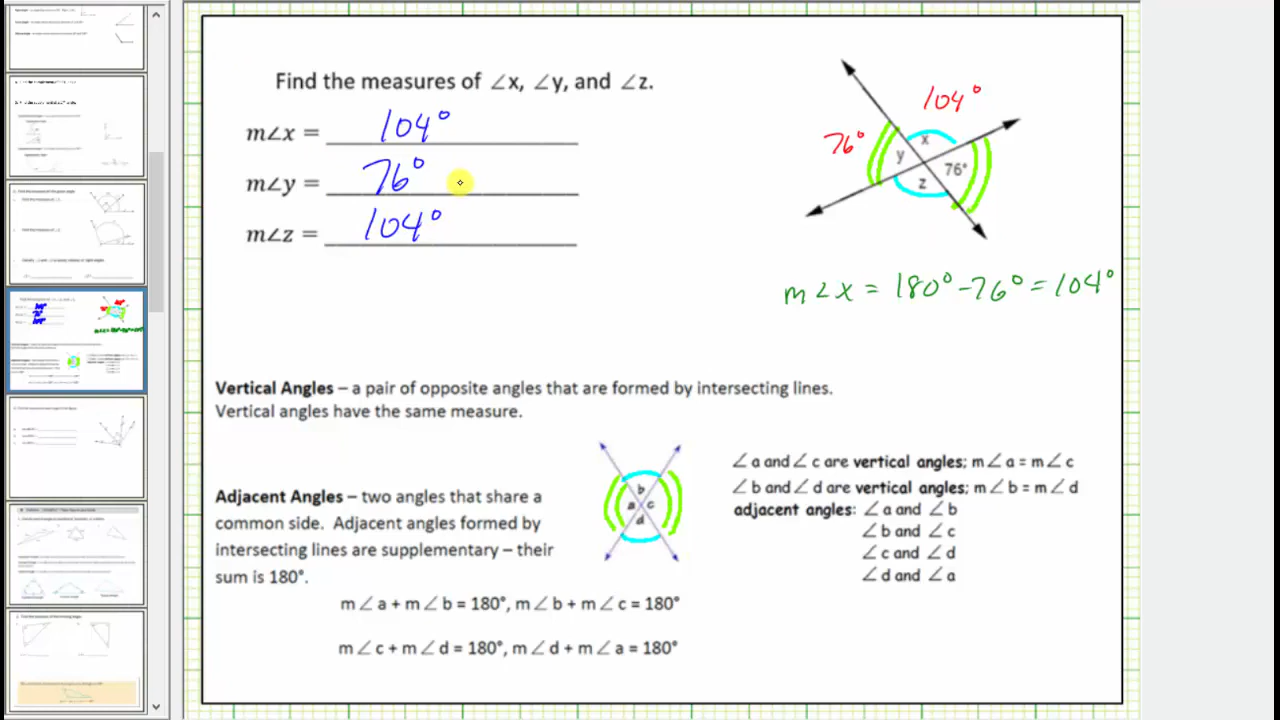 Find the measures of ∠x, ∠y, and ∠z.
m∠x = 104°
m∠y = 76°
m∠z = 104°
104°
76°
x
y
76°
z
m∠x = 180° - 76° = 104°
Vertical Angles – a pair of opposite angles that are formed by intersecting lines.
Vertical angles have the same measure.
Adjacent Angles – two angles that share a
common side. Adjacent angles formed by
intersecting lines are supplementary – their
sum is 180°.
b
a
c
d
∠a and ∠c are vertical angles; m∠a = m∠c
∠b and ∠d are vertical angles; m∠b = m∠d
adjacent angles: ∠a and ∠b
∠b and ∠c
∠c and ∠d
∠d and ∠a
m∠a + m∠b = 180°, m∠b + m∠c = 180°
m∠c + m∠d = 180°, m∠d + m∠a = 180°